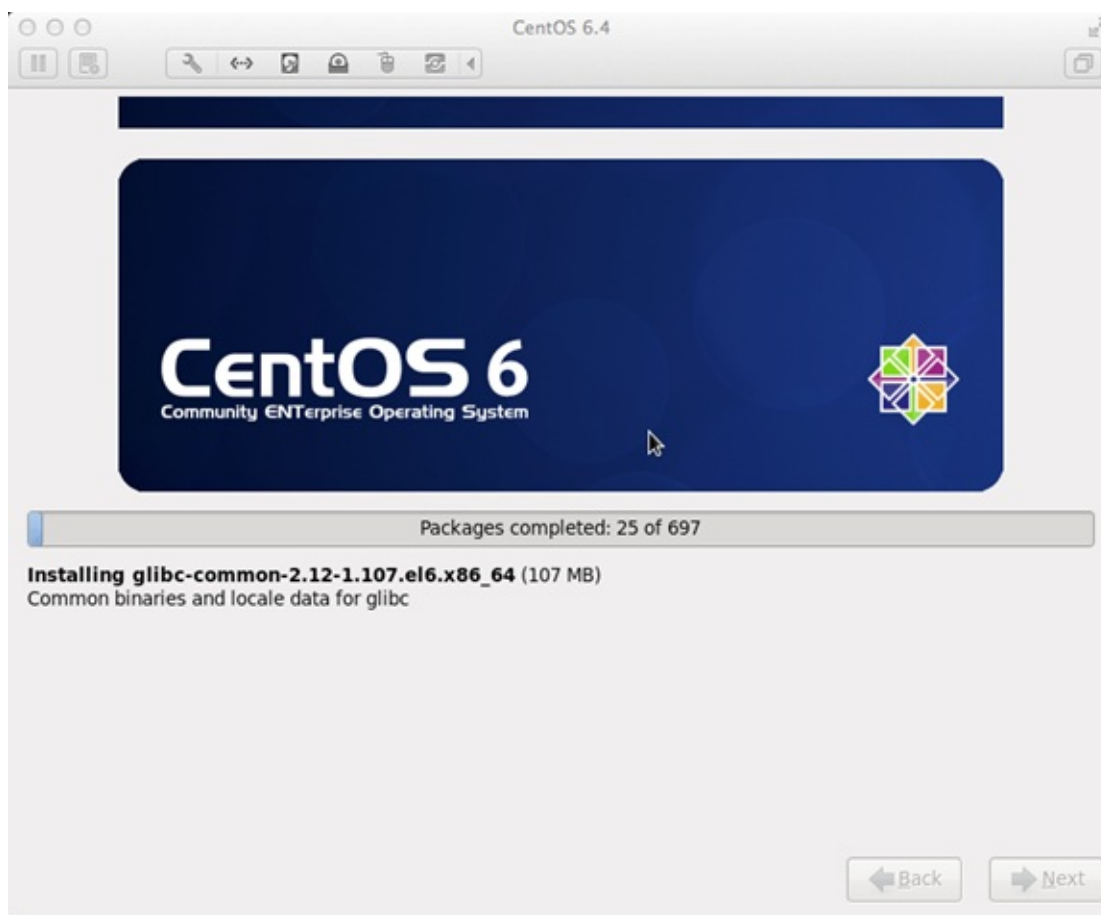 CentOS 6.4
CentOS 6
Community ENTerprise Operating System
Packages completed: 25 of 697
Installing glibc-common-2.12-1.107.el6.x86_64 (107 MB)
Common binaries and locale data for glibc
Back
Next